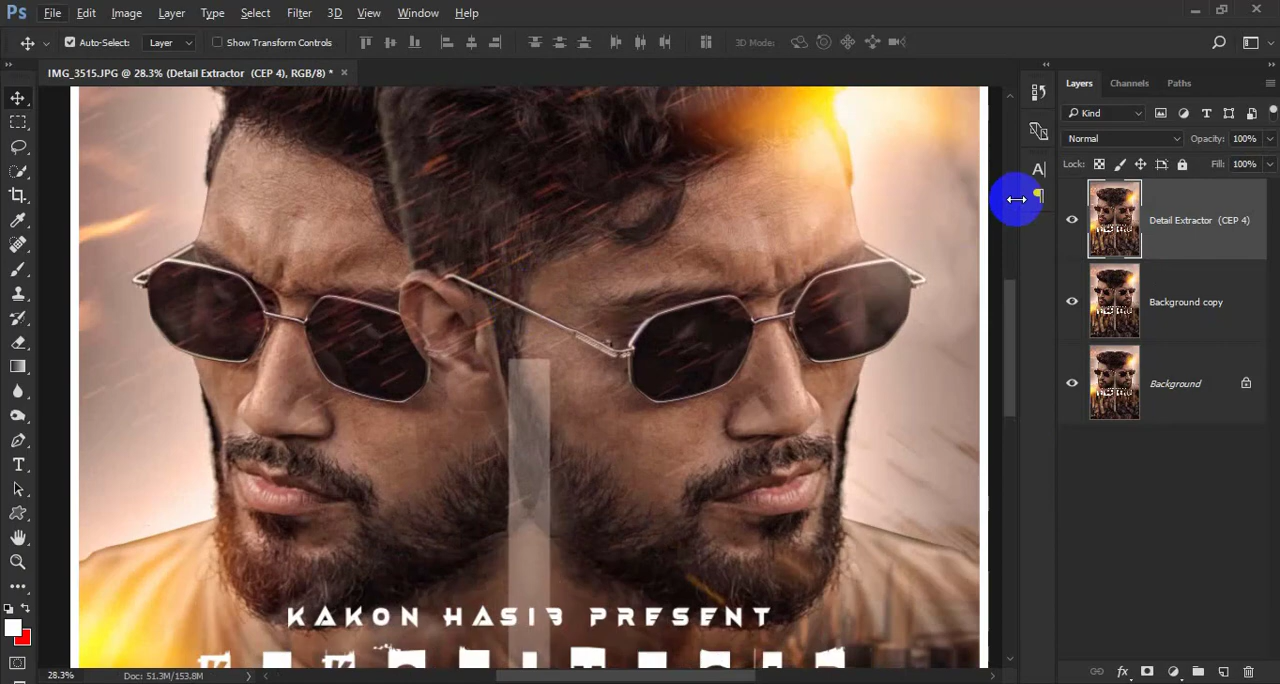 Ps File Edit Image Layer Type Select Filter 3D View Window Help
Auto-Select: Layer Show Transform Controls 3D Mode:
IMG_3515.JPG @ 28.3% (Detail Extractor (CEP 4), RGB/8) * ×
Layers Channels Paths
Kind
Normal Opacity: 100%
Lock: Fill: 100%
Detail Extractor (CEP 4)
Background copy
Background
KAKON HASIB PRESENT
28.3% Doc: 51.3M/153.8M
fx